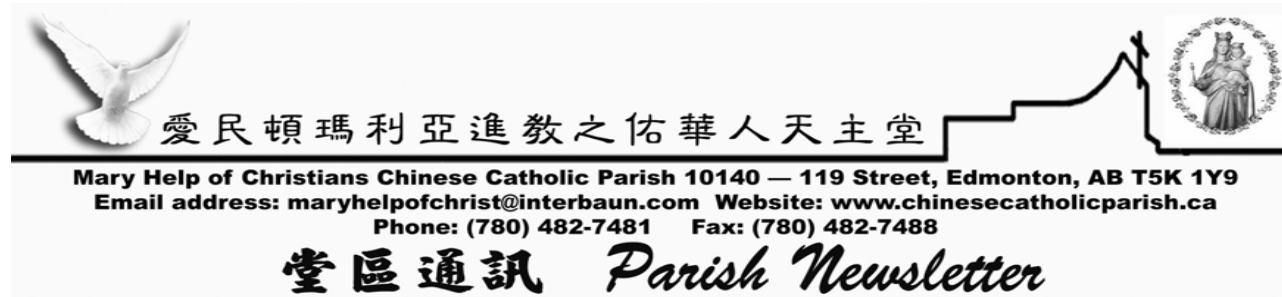 愛民頓瑪利亞進教之佑華人天主堂
Mary Help of Christians Chinese Catholic Parish 10140 — 119 Street, Edmonton, AB T5K 1Y9
Email address: maryhelpofchrist@interbaun.com Website: www.chinesecatholicparish.ca
Phone: (780) 482-7481 Fax: (780) 482-7488
堂區通訊 Parish Newsletter